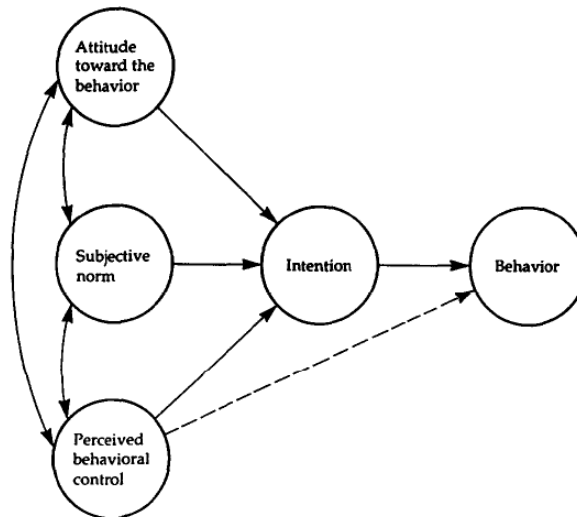 Attitude
toward the
behavior
Subjective
norm
Intention
Behavior
Perceived
behavioral
control